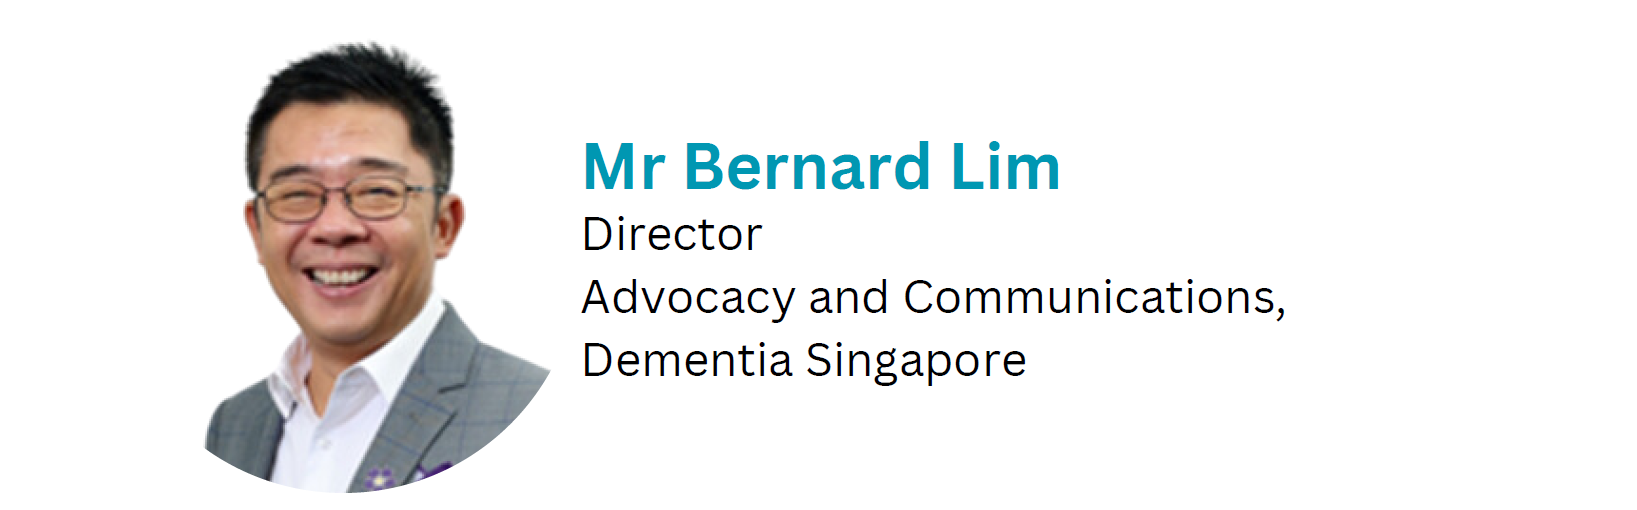 Mr Bernard Lim
Director
Advocacy and Communications,
Dementia Singapore